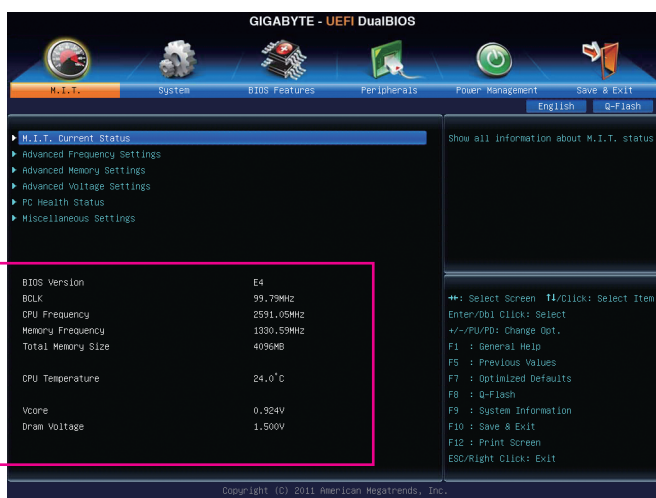 GIGABYTE - UEFI DualBIOS
M.I.T.
System
BIOS Features
Peripherals
Power Management
Save & Exit
English
Q-Flash
M.I.T. Current Status
Advanced Frequency Settings
Advanced Memory Settings
Advanced Voltage Settings
PC Health Status
Miscellaneous Settings
Show all information about M.I.T. status
BIOS Version E4
BCLK 99.79MHz
CPU Frequency 2591.05MHz
Memory Frequency 1330.59MHz
Total Memory Size 4096MB
CPU Temperature 24.0°C
Vcore 0.924V
Dram Voltage 1.500V
→←: Select Screen ↑↓/Click: Select Item
Enter/Dbl Click: Select
+/-/PU/PD: Change Opt.
F1 : General Help
F5 : Previous Values
F7 : Optimized Defaults
F8 : Q-Flash
F9 : System Information
F10 : Save & Exit
F12 : Print Screen
ESC/Right Click: Exit
Copyright (C) 2011 American Megatrends, Inc.